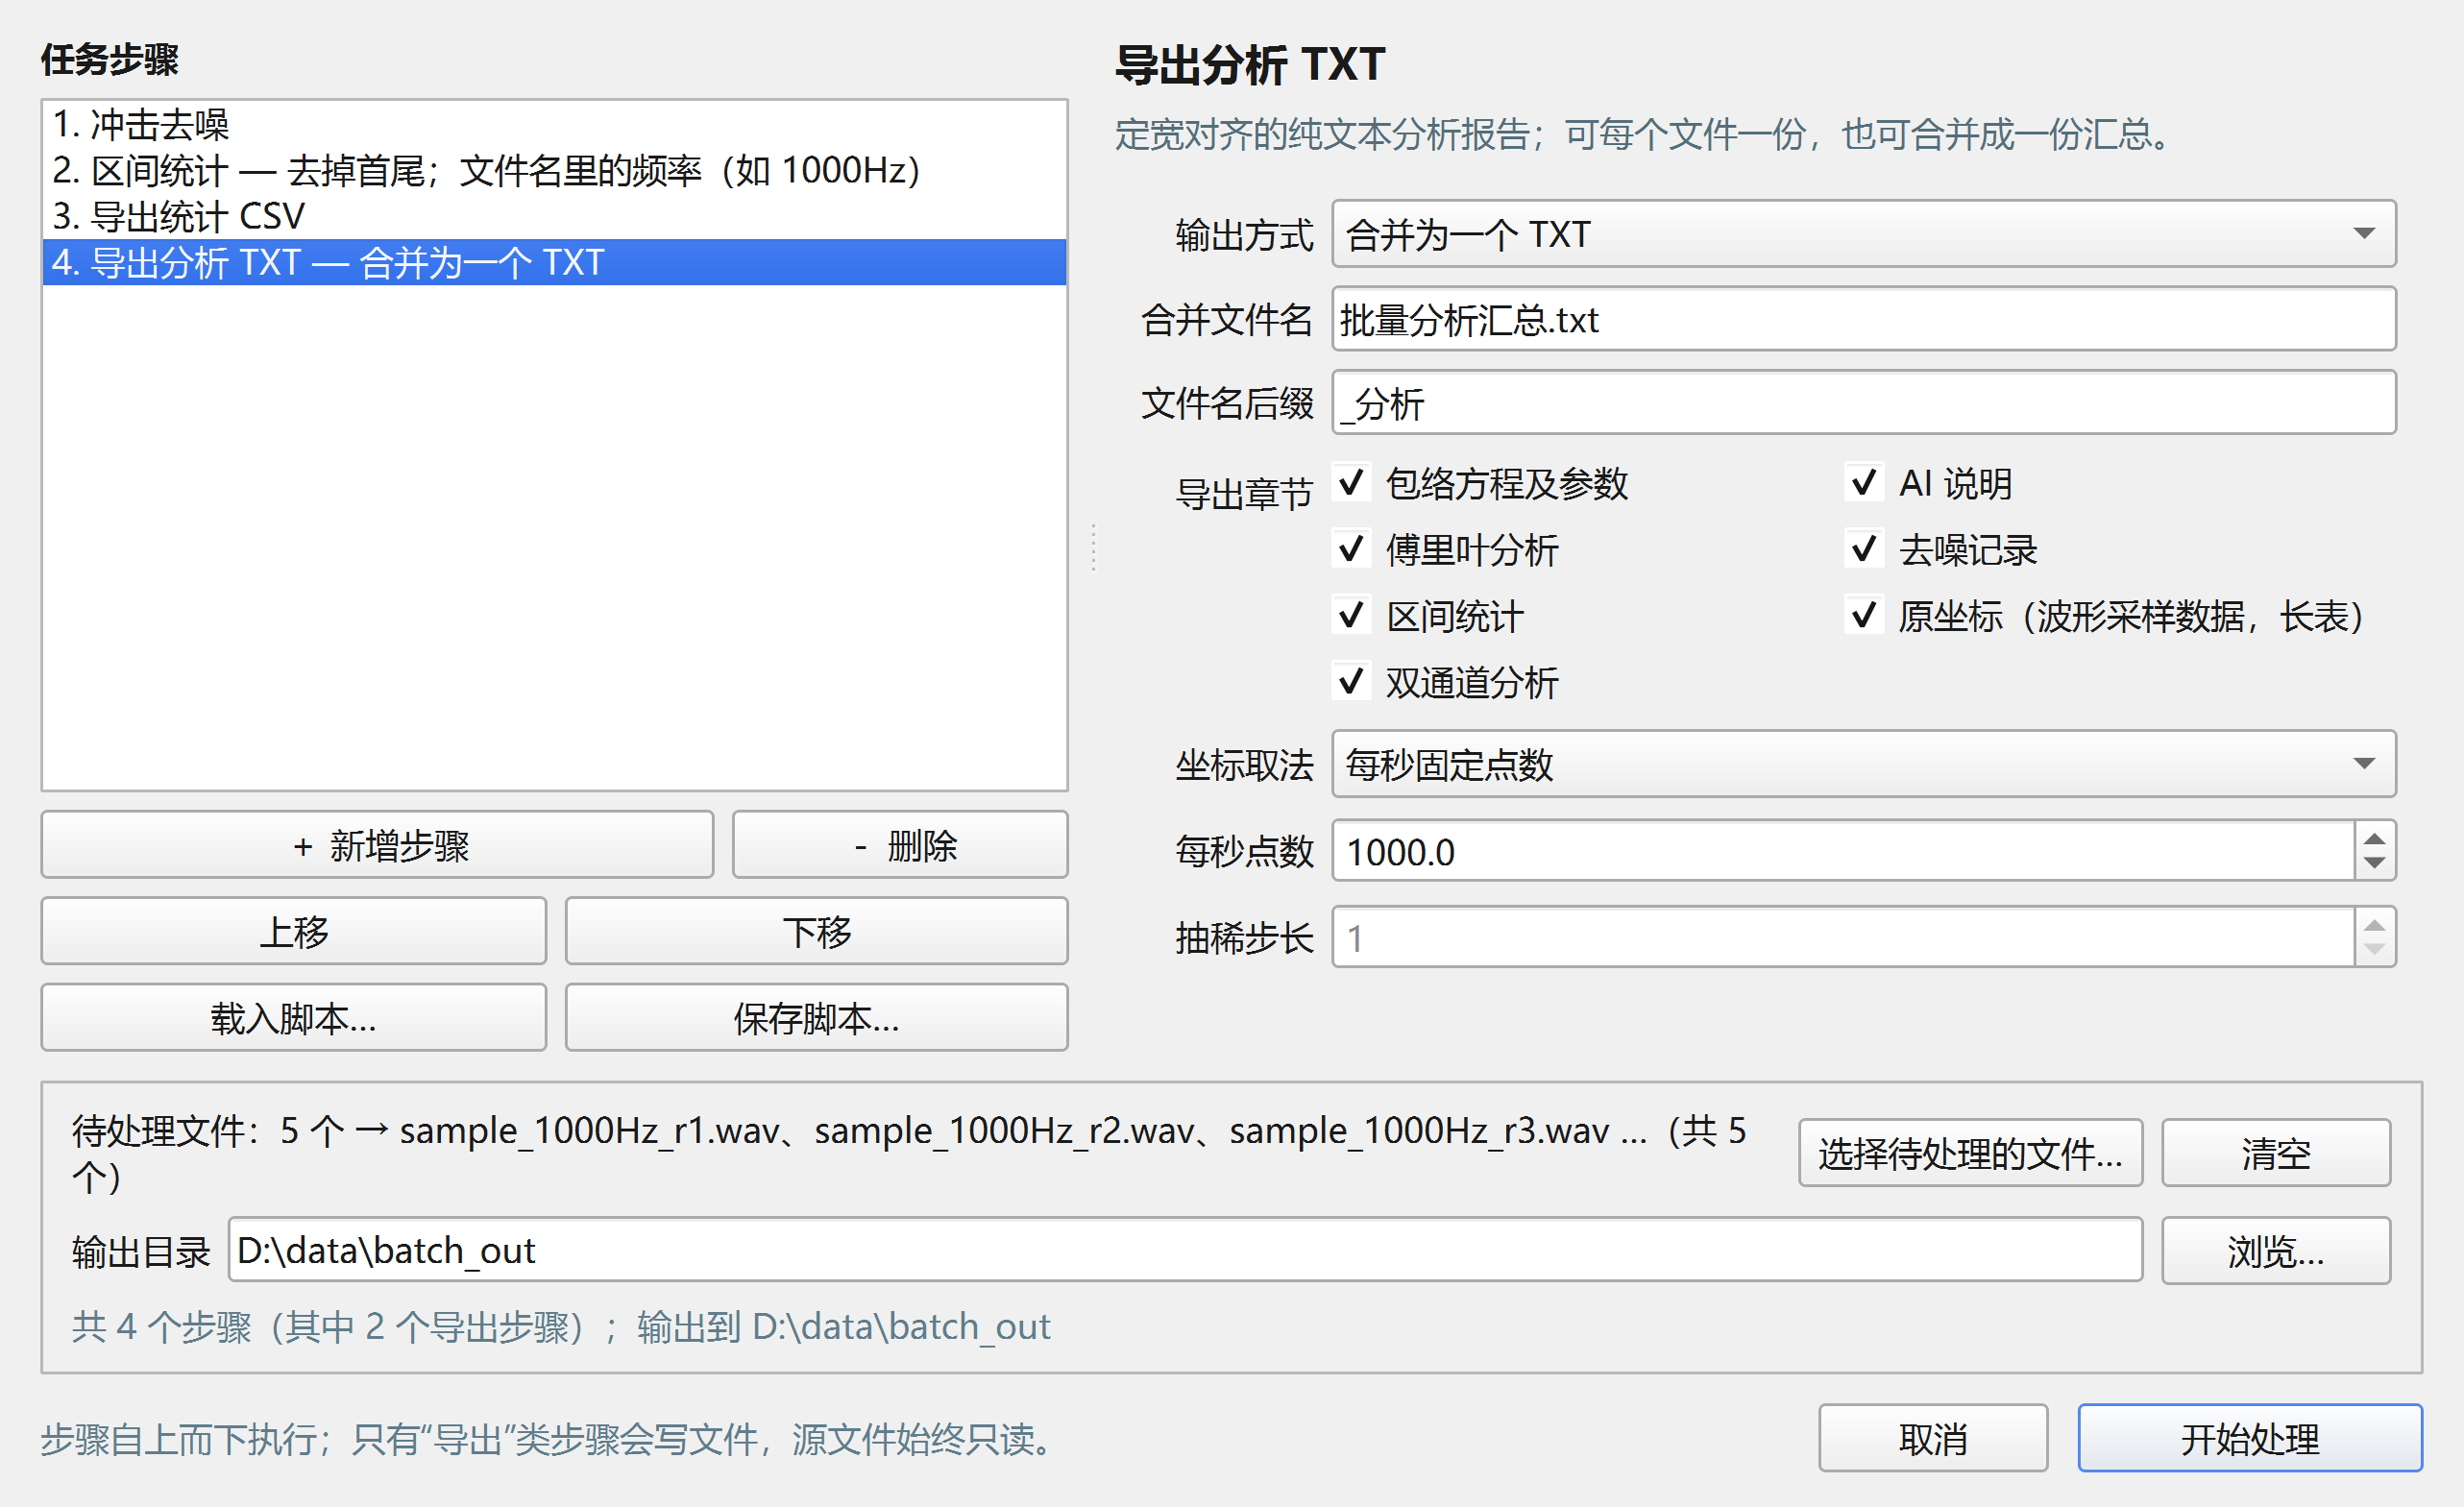 任务步骤
1. 冲击去噪
2. 区间统计 — 去掉首尾；文件名里的频率（如 1000Hz）
3. 导出统计 CSV
4. 导出分析 TXT — 合并为一个 TXT
+ 新增步骤
- 删除
上移
下移
载入脚本...
保存脚本...
导出分析 TXT
定宽对齐的纯文本分析报告；可每个文件一份，也可合并成一份汇总。
输出方式 合并为一个 TXT
合并文件名 批量分析汇总.txt
文件名后缀 _分析
导出章节 包络方程及参数 AI 说明
傅里叶分析 去噪记录
区间统计 原坐标（波形采样数据，长表）
双通道分析
坐标取法 每秒固定点数
每秒点数 1000.0
抽稀步长 1
待处理文件：5 个 → sample_1000Hz_r1.wav、sample_1000Hz_r2.wav、sample_1000Hz_r3.wav ...（共 5
个）
选择待处理的文件...
清空
输出目录 D:\data\batch_out
浏览...
共 4 个步骤（其中 2 个导出步骤）；输出到 D:\data\batch_out
步骤自上而下执行；只有“导出”类步骤会写文件，源文件始终只读。
取消
开始处理